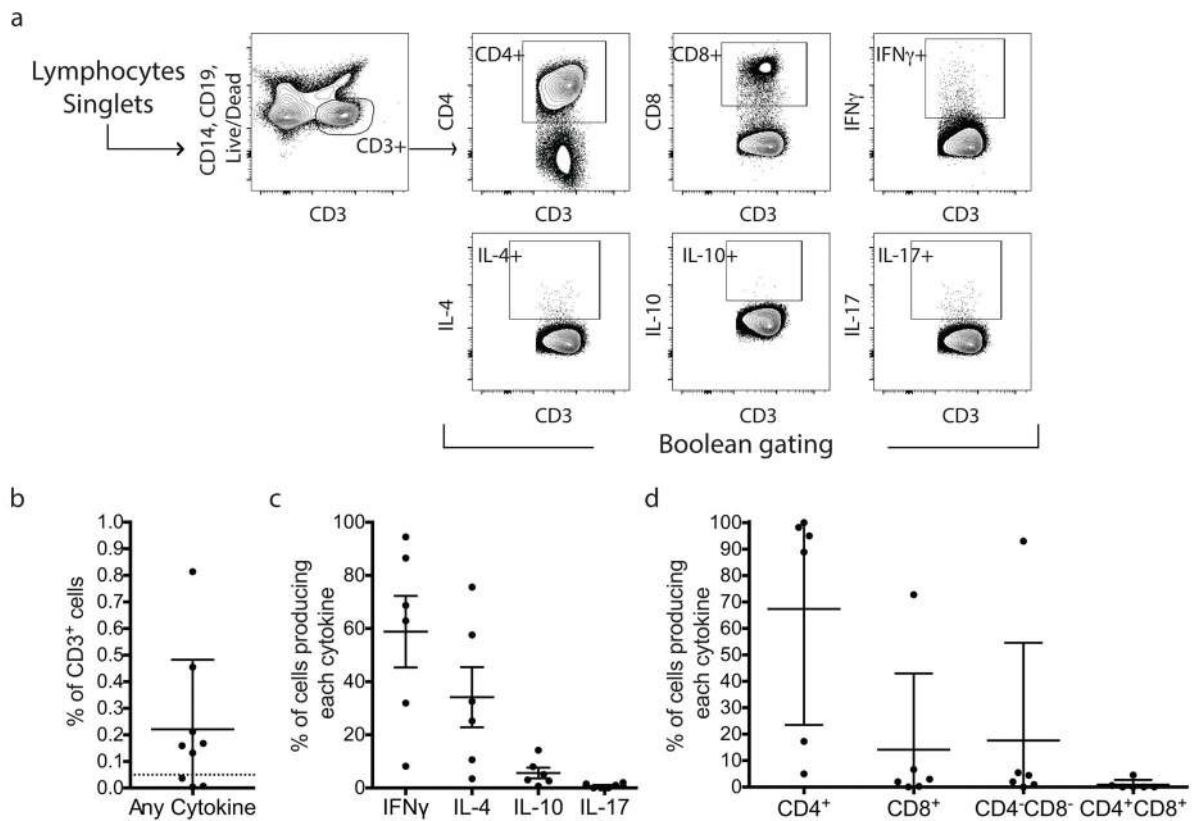 a
Lymphocytes
Singlets
CD14, CD19,
Live/Dead
CD3+
CD3
CD4+
CD4
CD3
CD8+
CD8
CD3
IFNγ+
IFNγ
CD3
IL-4+
IL-4
CD3
IL-10+
IL-10
CD3
IL-17+
IL-17
CD3
Boolean gating
b
% of CD3⁺ cells
1.0
0.9
0.8
0.7
0.6
0.5
0.4
0.3
0.2
0.1
0.0
Any Cytokine
c
% of cells producing
each cytokine
100
80
60
40
20
0
IFNγ IL-4 IL-10 IL-17
d
% of cells producing
each cytokine
100
90
80
70
60
50
40
30
20
10
0
CD4⁺ CD8⁺ CD4⁻CD8⁻ CD4⁺CD8⁺